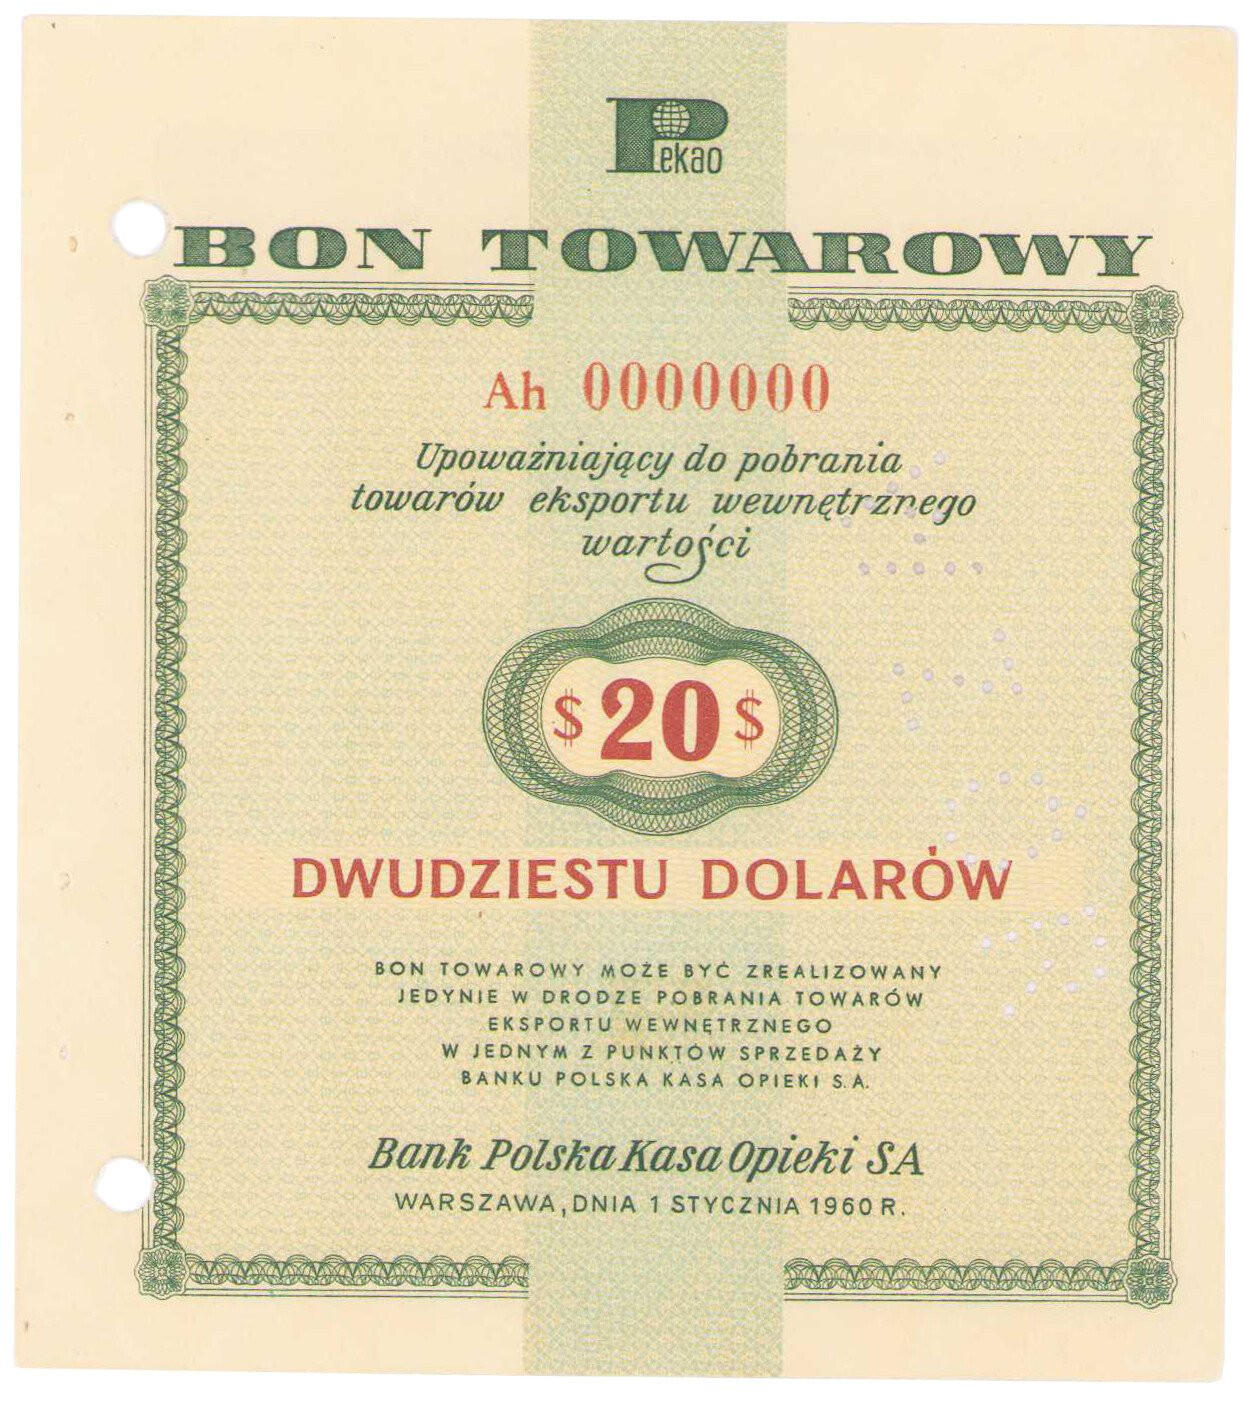 Pekao
BON TOWAROWY
Ah 0000000
Upoważniający do pobrania
towarów eksportu wewnętrznego
wartości
$ 20 $
DWUDZIESTU DOLARÓW
BON TOWAROWY MOŻE BYĆ ZREALIZOWANY
JEDYNIE W DRODZE POBRANIA TOWARÓW
EKSPORTU WEWNĘTRZNEGO
W JEDNYM Z PUNKTÓW SPRZEDAŻY
BANKU POLSKA KASA OPIEKI S.A.
Bank Polska Kasa Opieki SA
WARSZAWA, DNIA 1 STYCZNIA 1960 R.